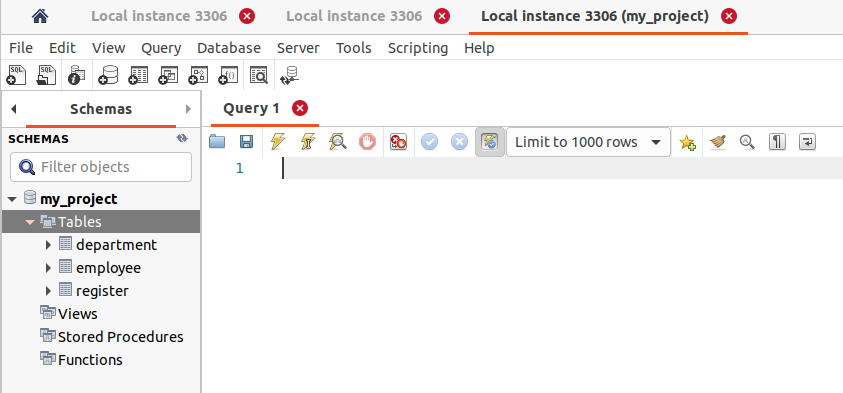 Local instance 3306 Local instance 3306 Local instance 3306 (my_project)
File Edit View Query Database Server Tools Scripting Help
Schemas
Query 1
SCHEMAS
Limit to 1000 rows
Filter objects
1
my_project
Tables
department
employee
register
Views
Stored Procedures
Functions